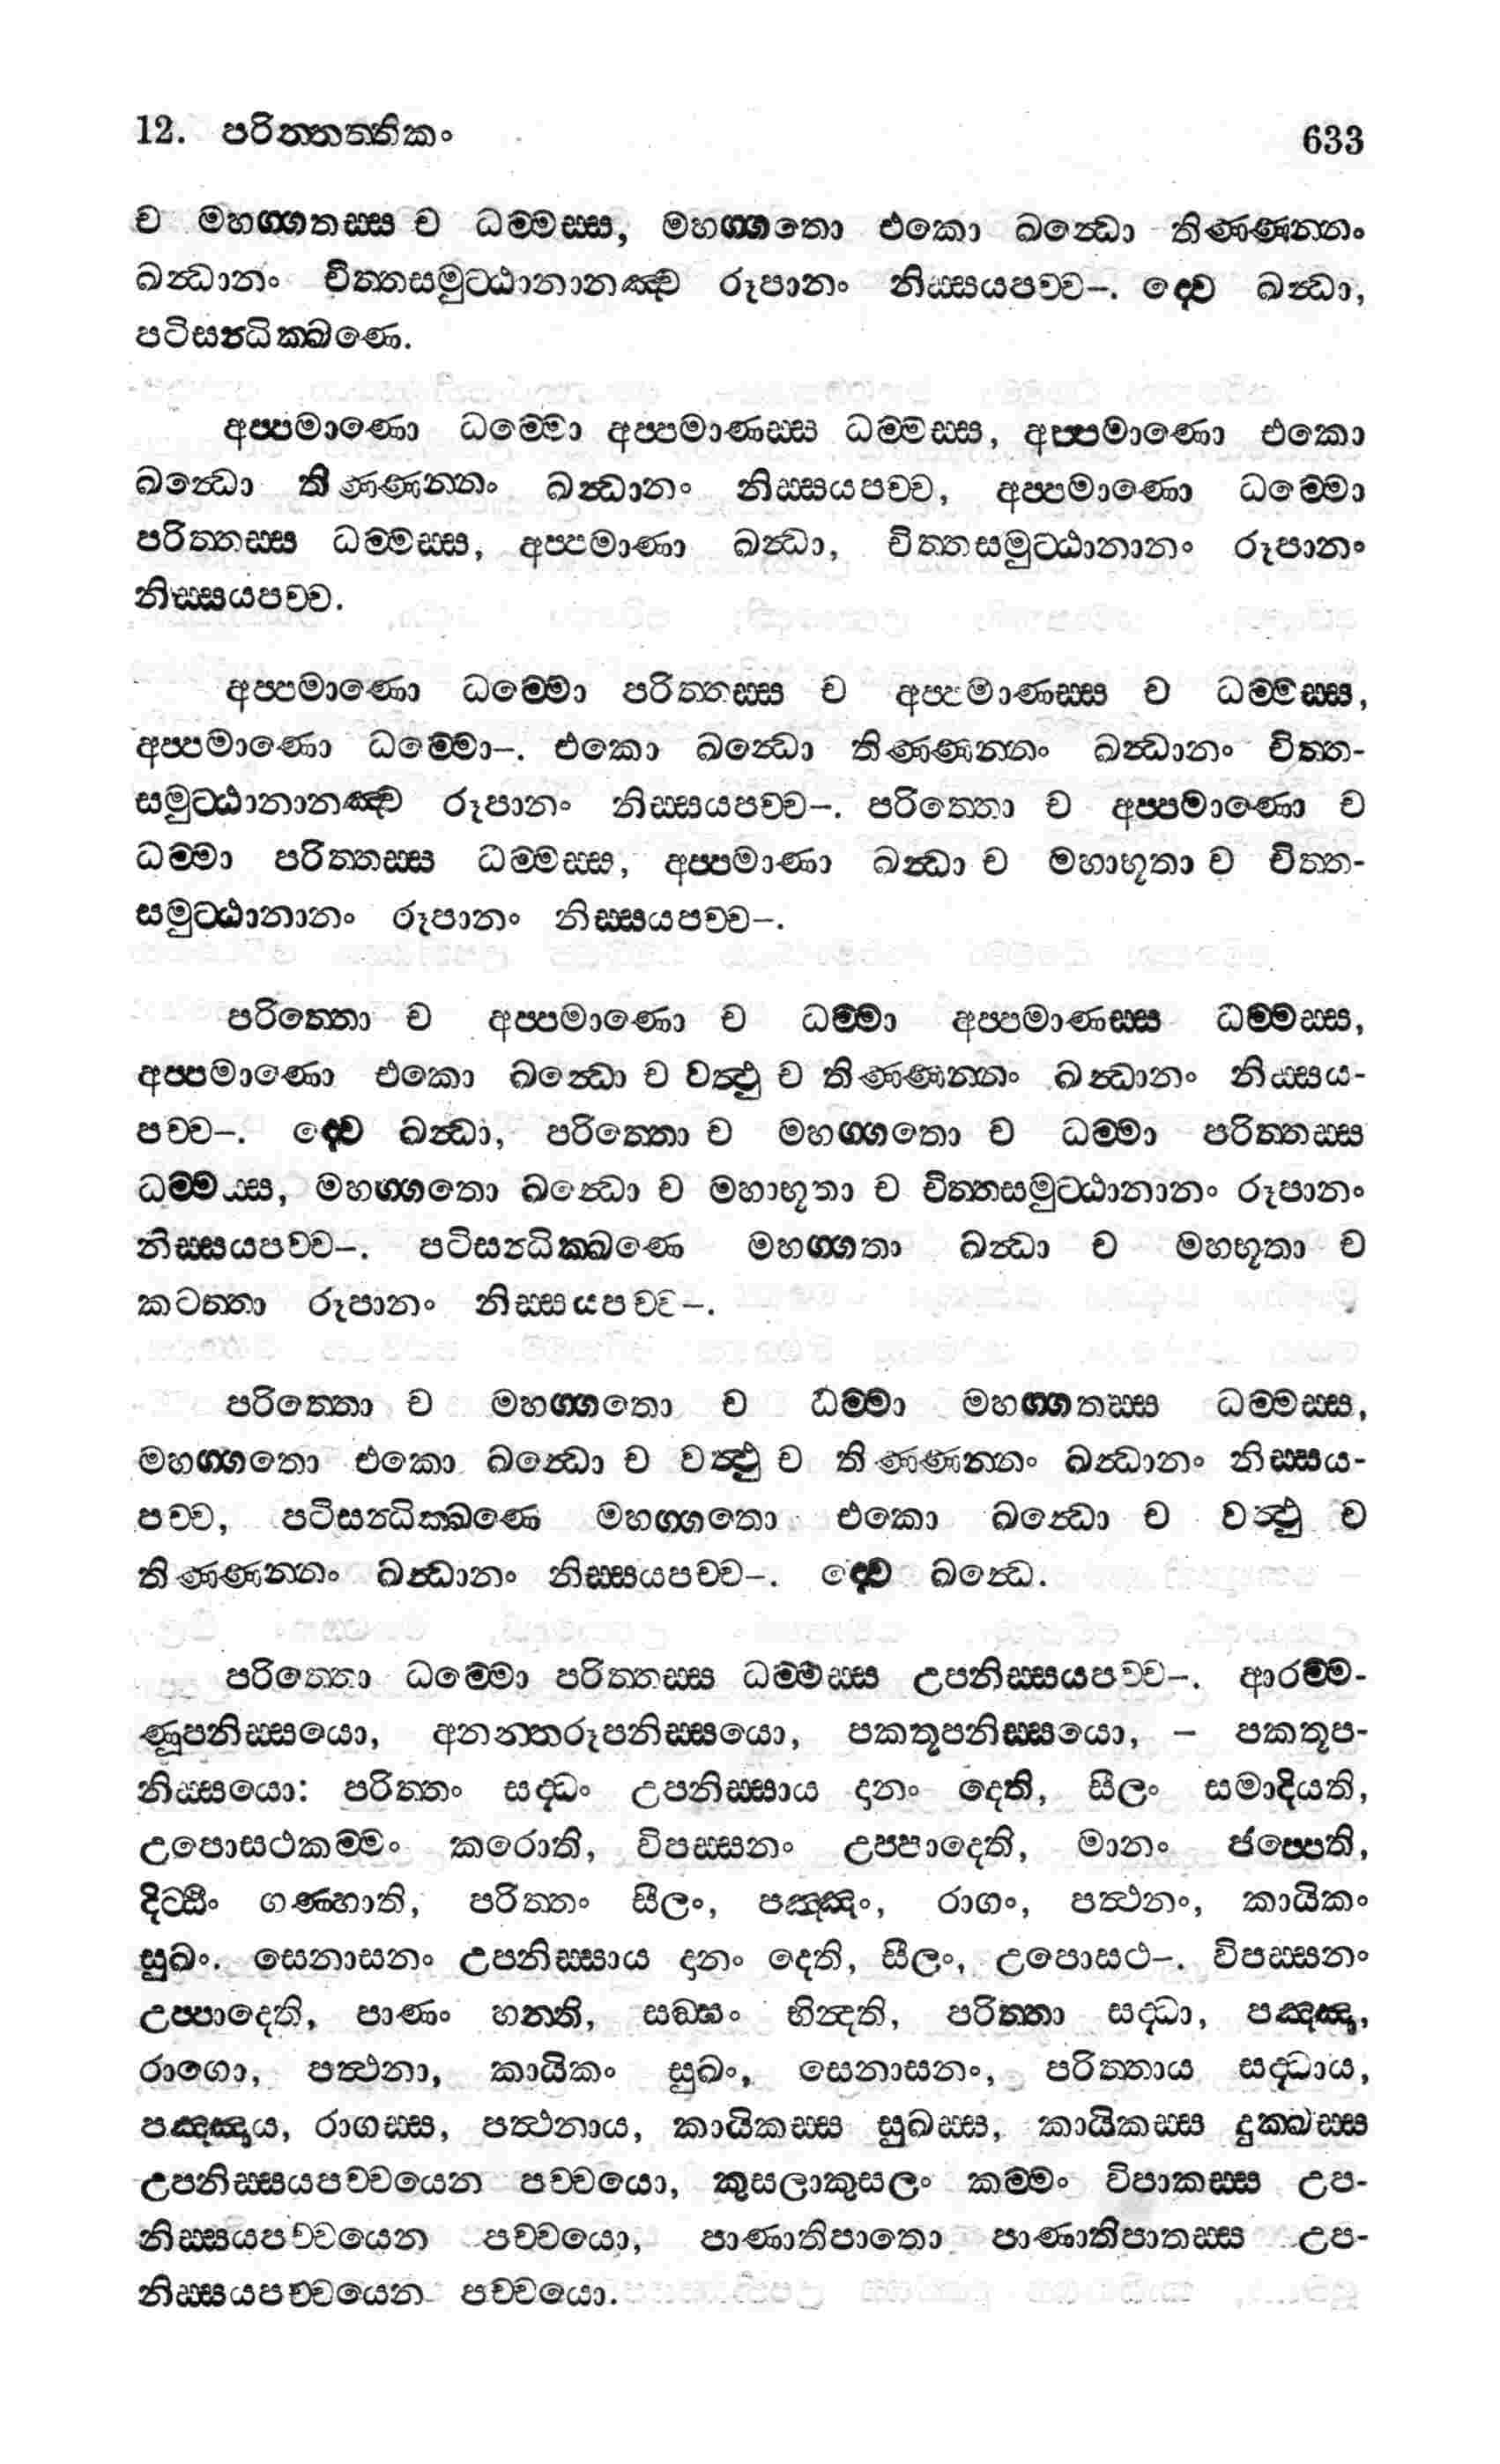 12. පරිත්තත්තිකං
633
ච මහග්ගතස්ස ච ධම්මස්ස, මහග්ගතො එකො ඛන්ධො තිණ්ණන්නං
ඛන්ධානං චිත්තසමුට්ඨානානඤ්ච රූපානං නිස්සයපච්ච–. ද්වෙ ඛන්ධා,
පටිසන්ධික්ඛණෙ.
අප්පමාණො ධම්මො අප්පමාණස්ස ධම්මස්ස, අප්පමාණො එකො
ඛන්ධො තිණ්ණන්නං ඛන්ධානං නිස්සයපච්ච, අප්පමාණො ධම්මො
පරිත්තස්ස ධම්මස්ස, අප්පමාණා ඛන්ධා, චිත්තසමුට්ඨානානං රූපානං
නිස්සයපච්ච.
අප්පමාණො ධම්මො පරිත්තස්ස ච අප්පමාණස්ස ච ධම්මස්ස,
අප්පමාණො ධම්මො–. එකො ඛන්ධො තිණ්ණන්නං ඛන්ධානං චිත්ත-
සමුට්ඨානානඤ්ච රූපානං නිස්සයපච්ච–. පරිත්තො ච අප්පමාණො ච
ධම්මා පරිත්තස්ස ධම්මස්ස, අප්පමාණා ඛන්ධා ච මහාභූතා ච චිත්ත-
සමුට්ඨානානං රූපානං නිස්සයපච්ච–.
පරිත්තො ච අප්පමාණො ච ධම්මා අප්පමාණස්ස ධම්මස්ස,
අප්පමාණො එකො ඛන්ධො ච වත්ථු ච තිණ්ණන්නං ඛන්ධානං නිස්සය-
පච්ච–. ද්වෙ ඛන්ධා, පරිත්තො ච මහග්ගතො ච ධම්මා පරිත්තස්ස
ධම්මස්ස, මහග්ගතො ඛන්ධො ච මහාභූතා ච චිත්තසමුට්ඨානානං රූපානං
නිස්සයපච්ච–. පටිසන්ධික්ඛණෙ මහග්ගතා ඛන්ධා ච මහභූතා ච
කටත්තා රූපානං නිස්සයපච්ච–.
පරිත්තො ච මහග්ගතො ච ධම්මා මහග්ගතස්ස ධම්මස්ස,
මහග්ගතො එකො ඛන්ධො ච වත්ථු ච තිණ්ණන්නං ඛන්ධානං නිස්සය-
පච්ච, පටිසන්ධික්ඛණෙ මහග්ගතො එකො ඛන්ධො ච වත්ථු ච
තිණ්ණන්නං ඛන්ධානං නිස්සයපච්ච–. ද්වෙ ඛන්ධෙ.
පරිත්තො ධම්මො පරිත්තස්ස ධම්මස්ස උපනිස්සයපච්ච–. ආරම්ම-
ණූපනිස්සයො, අනන්තරූපනිස්සයො, පකතූපනිස්සයො, – පකතූප-
නිස්සයො: පරිත්තං සද්ධං උපනිස්සාය දානං දෙති, සීලං සමාදියති,
උපොසථකම්මං කරොති, විපස්සනං උප්පාදෙති, මානං ජප්පෙති,
දිට්ඨිං ගණ්හාති, පරිත්තං සීලං, පඤ්ඤං, රාගං, පත්ථනං, කායිකං
සුඛං. සෙනාසනං උපනිස්සාය දානං දෙති, සීලං, උපොසථ–. විපස්සනං
උප්පාදෙති, පාණං හනති, සඞ්ඝං භින්දති, පරිත්තා සද්ධා, පඤ්ඤා,
රාගො, පත්ථනා, කායිකං සුඛං, සෙනාසනං, පරිත්තාය සද්ධාය,
පඤ්ඤාය, රාගස්ස, පත්ථනාය, කායිකස්ස සුඛස්ස, කායිකස්ස දුක්ඛස්ස
උපනිස්සයපච්චයෙන පච්චයො, කුසලාකුසලං කම්මං විපාකස්ස උප-
නිස්සයපච්චයෙන පච්චයො, පාණාතිපාතො පාණාතිපාතස්ස උප-
නිස්සයපච්චයෙන පච්චයො.